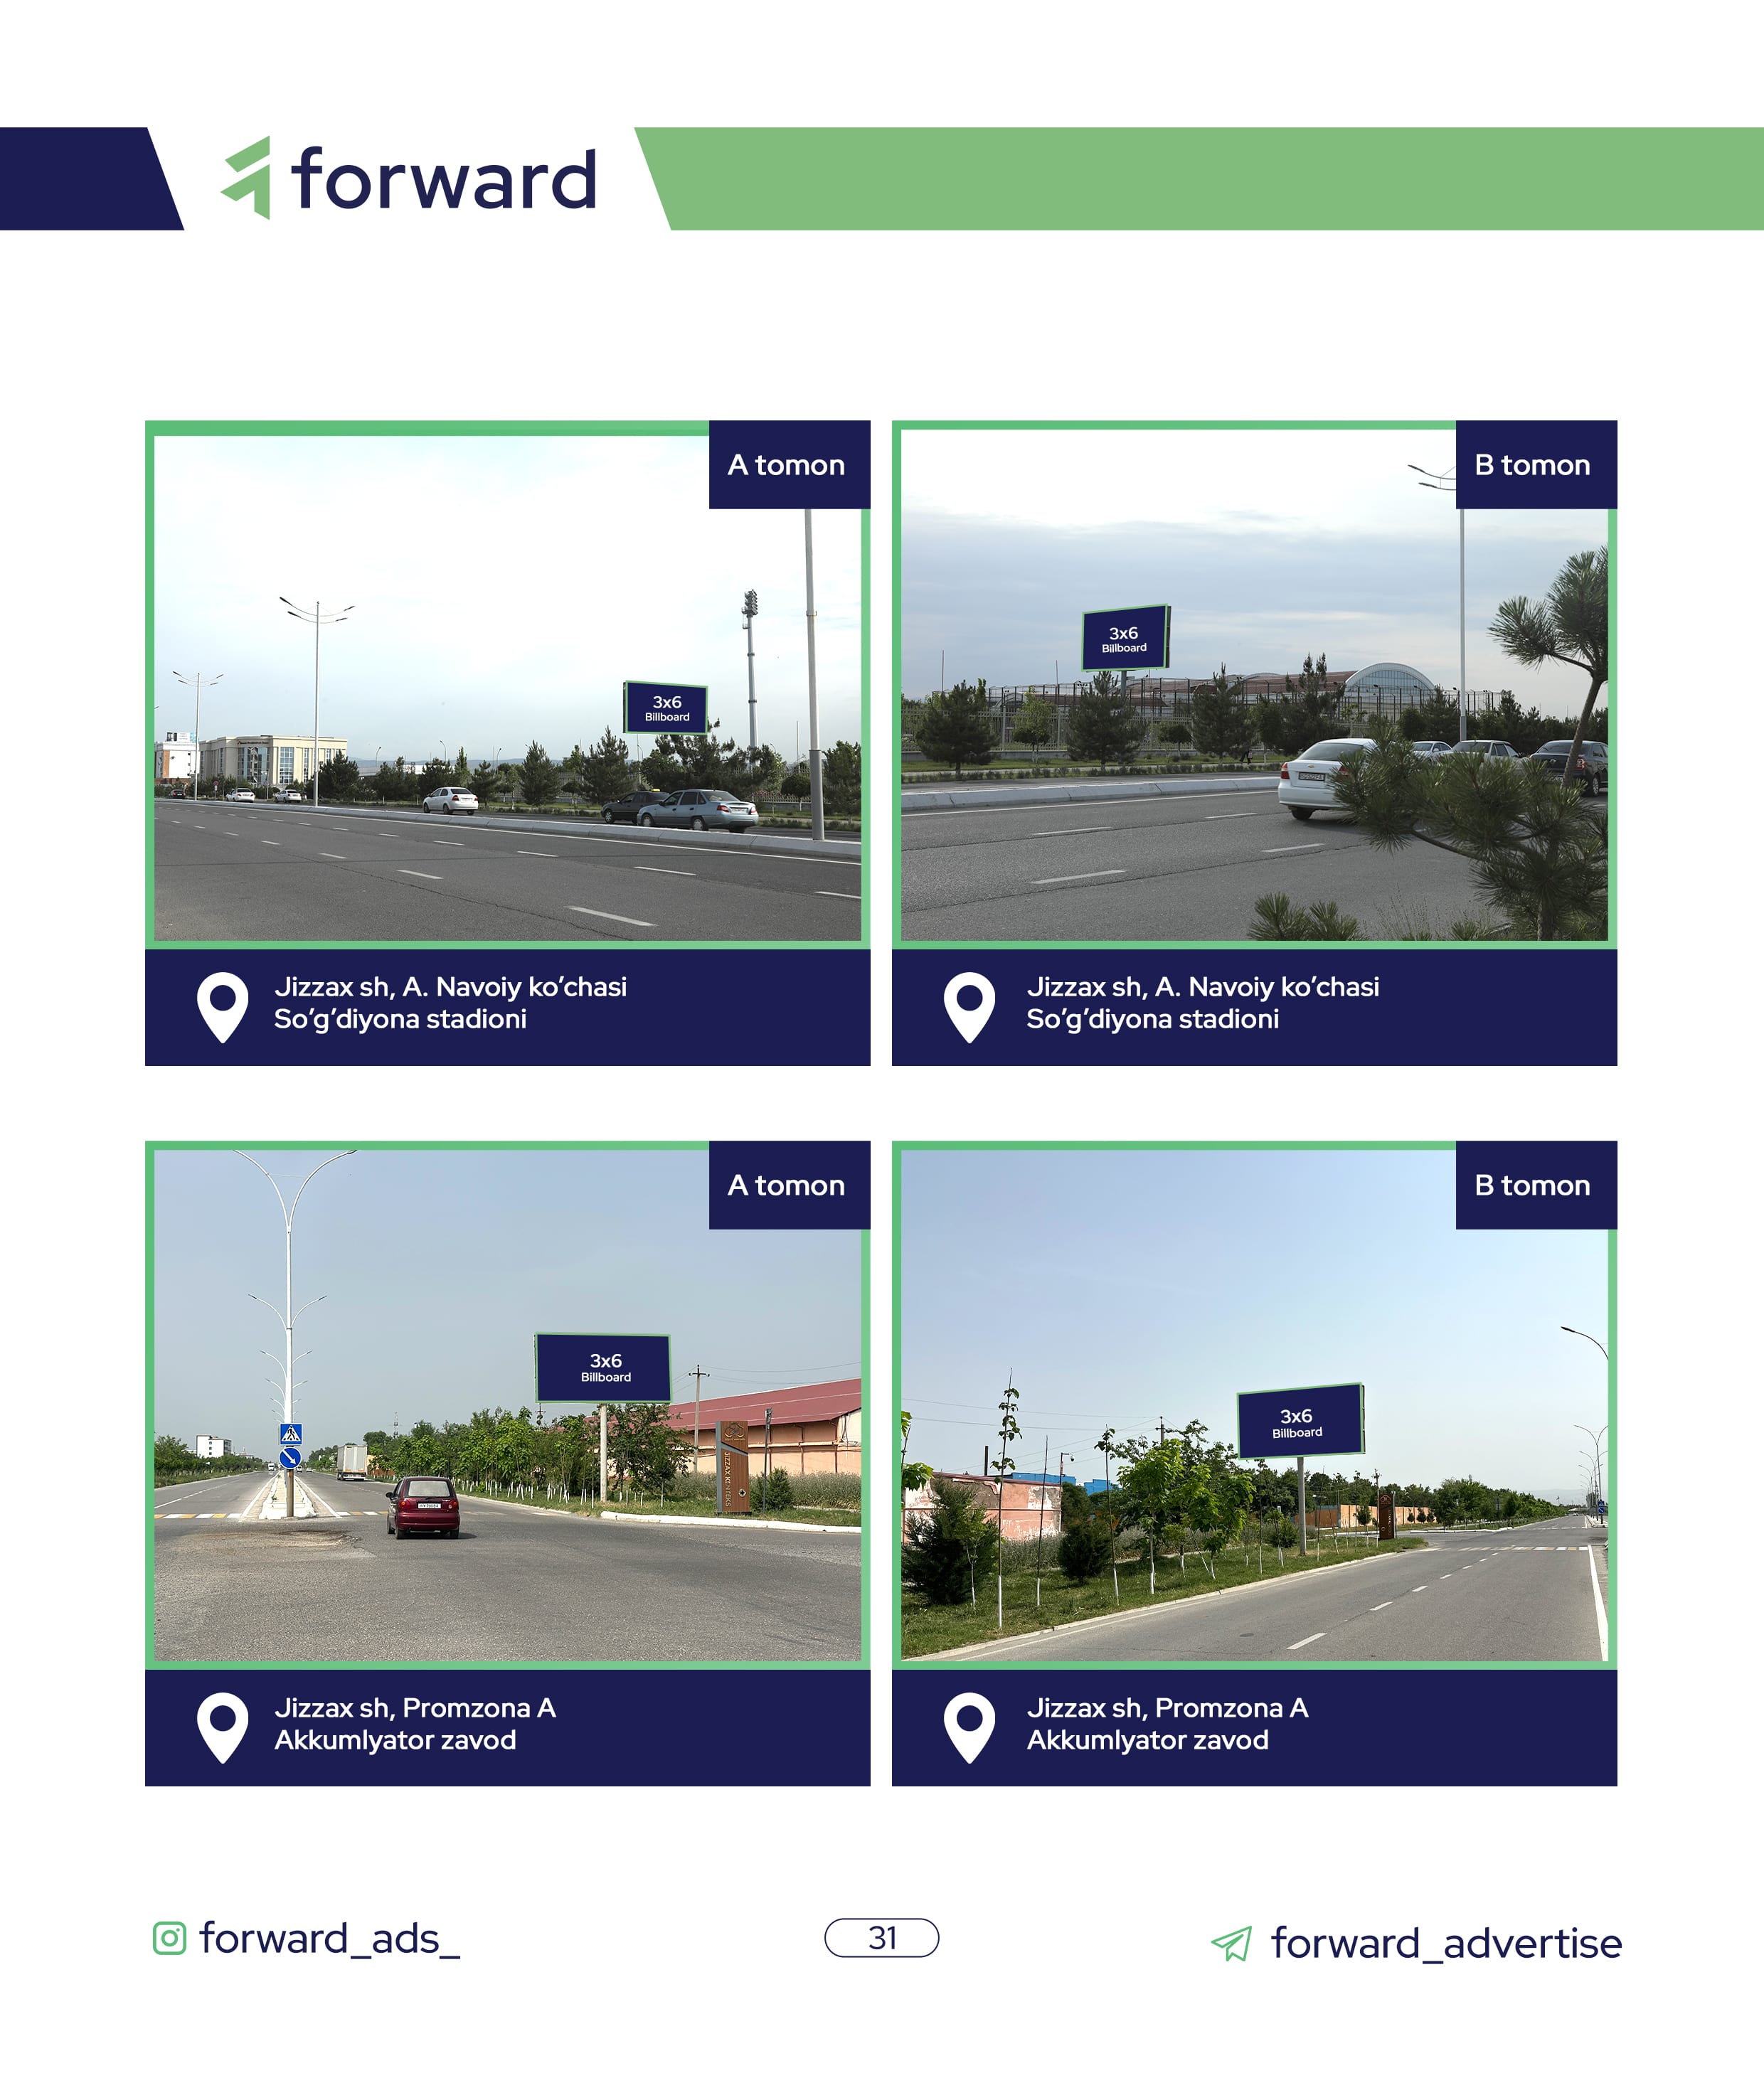 forward
A tomon
3x6
Billboard
Jizzax sh, A. Navoiy ko‘chasi
So‘g‘diyona stadioni
B tomon
3x6
Billboard
Jizzax sh, A. Navoiy ko‘chasi
So‘g‘diyona stadioni
A tomon
3x6
Billboard
Jizzax sh, Promzona A
Akkumlyator zavod
B tomon
3x6
Billboard
Jizzax sh, Promzona A
Akkumlyator zavod
forward_ads_
31
forward_advertise